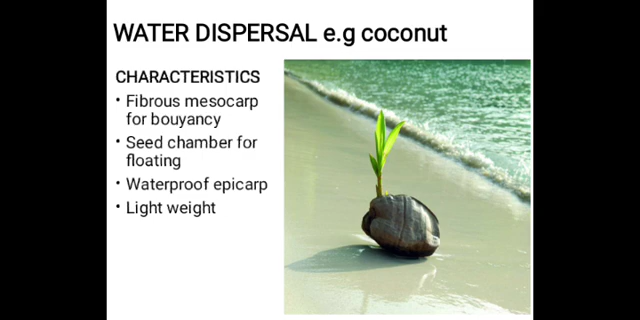 WATER DISPERSAL e.g coconut
CHARACTERISTICS
• Fibrous mesocarp
for bouyancy
• Seed chamber for
floating
• Waterproof epicarp
• Light weight